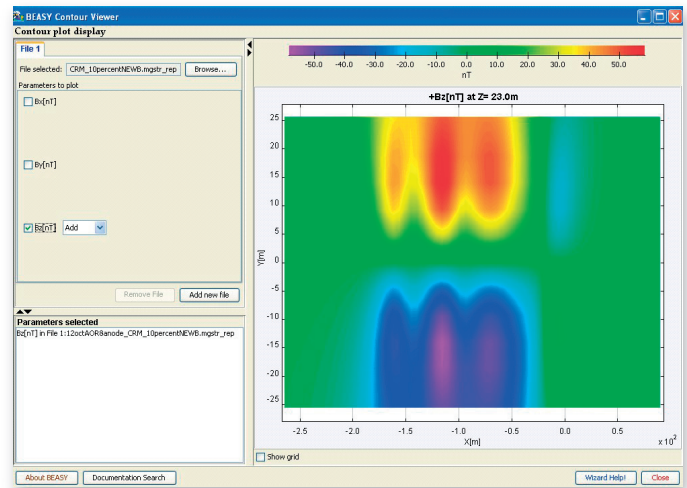 BEASY Contour Viewer
Contour plot display
File 1
File selected: CRM_10percentNEWB.mgstr_rep Browse...
Parameters to plot
Bx[nT]
By[nT]
Bz[nT] Add
Remove File Add new file
Parameters selected
Bz[nT] in File 1:12octAOR8anode_CRM_10percentNEWB.mgstr_rep
-50.0 -40.0 -30.0 -20.0 -10.0 0.0 10.0 20.0 30.0 40.0 50.0
nT
+Bz[nT] at Z= 23.0m
25
20
15
10
5
0
-5
-10
-15
-20
-25
Y[m]
-2.5 -2.0 -1.5 -1.0 -0.5 0.0 0.5
X[m] x 10²
Show grid
About BEASY Documentation Search Wizard Help! Close